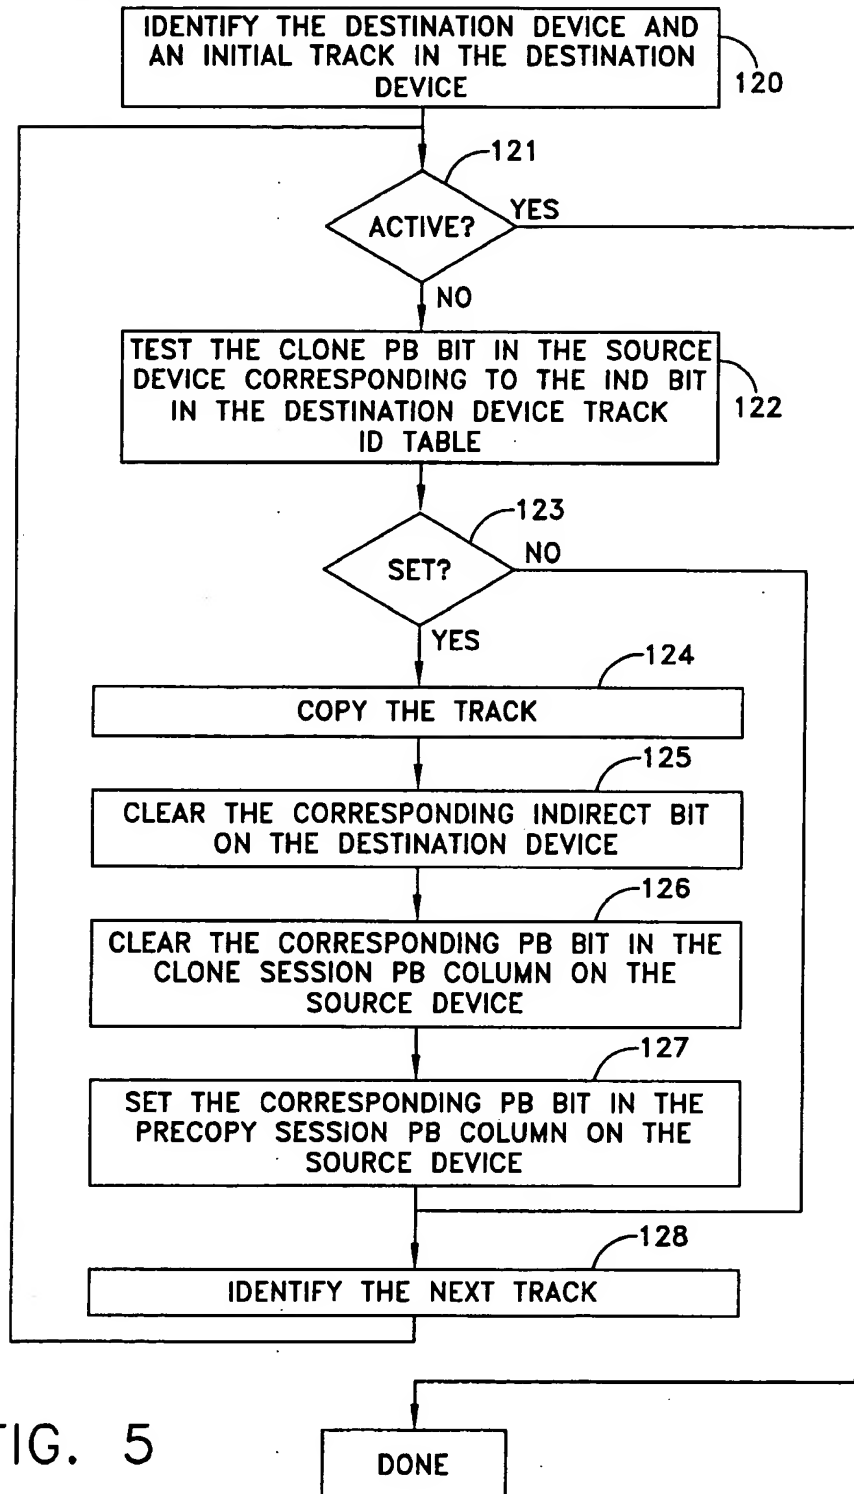 IDENTIFY THE DESTINATION DEVICE AND
AN INITIAL TRACK IN THE DESTINATION
DEVICE
120
121
ACTIVE?
YES
NO
TEST THE CLONE PB BIT IN THE SOURCE
DEVICE CORRESPONDING TO THE IND BIT
IN THE DESTINATION DEVICE TRACK
ID TABLE
122
123
SET?
NO
YES
124
COPY THE TRACK
125
CLEAR THE CORRESPONDING INDIRECT BIT
ON THE DESTINATION DEVICE
126
CLEAR THE CORRESPONDING PB BIT IN THE
CLONE SESSION PB COLUMN ON THE
SOURCE DEVICE
127
SET THE CORRESPONDING PB BIT IN THE
PRECOPY SESSION PB COLUMN ON THE
SOURCE DEVICE
128
IDENTIFY THE NEXT TRACK
DONE
FIG. 5